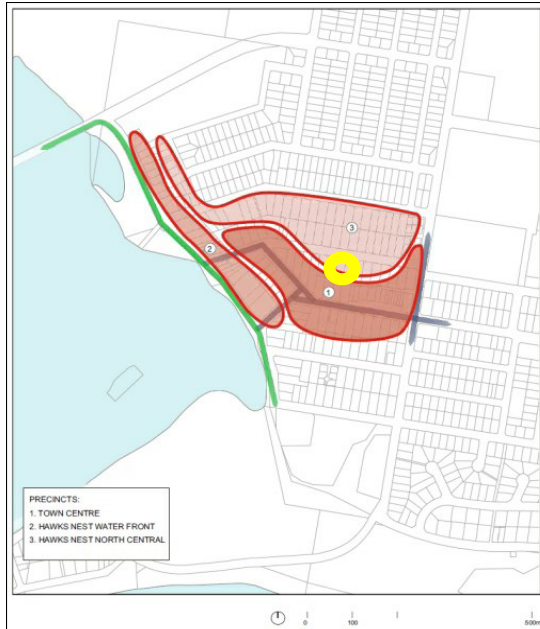 3
2
1
PRECINCTS:
1. TOWN CENTRE
2. HAWKS NEST WATER FRONT
3. HAWKS NEST NORTH CENTRAL
0 100 500m